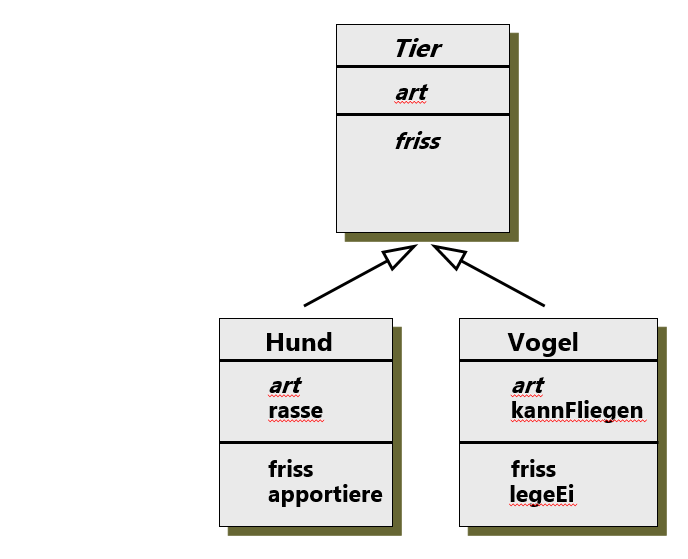 Tier
art
friss
Hund
art
rasse
friss
apportiere
Vogel
art
kannFliegen
friss
legeEi